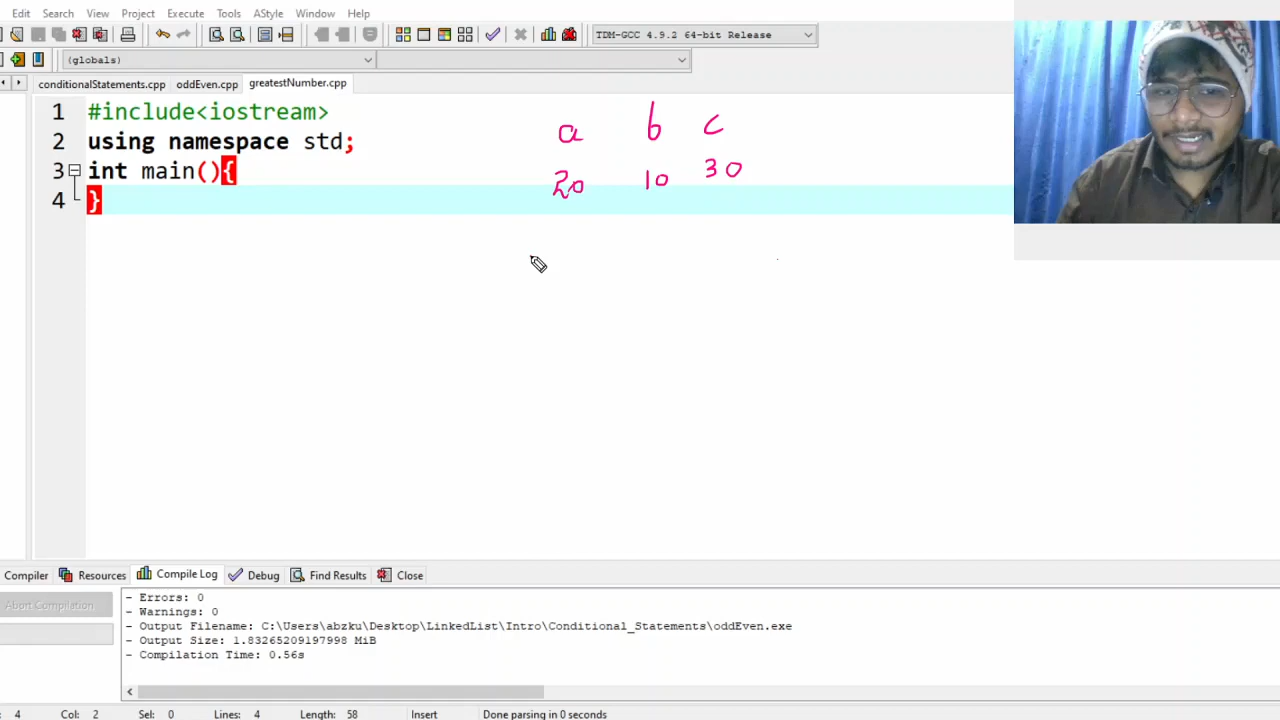 Edit Search View Project Execute Tools AStyle Window Help
TDM-GCC 4.9.2 64-bit Release
(globals)
conditionalStatements.cpp oddEven.cpp greatestNumber.cpp
1 #include<iostream>
2 using namespace std;
3 int main(){
4 }
a b c
20 10 30
Compiler Resources Compile Log Debug Find Results Close
Abort Compilation
- Errors: 0
- Warnings: 0
- Output Filename: C:\Users\abzku\Desktop\LinkedList\Intro\Conditional_Statements\oddEven.exe
- Output Size: 1.83265209197998 MiB
- Compilation Time: 0.56s
4 Col: 2 Sel: 0 Lines: 4 Length: 58 Insert Done parsing in 0 seconds